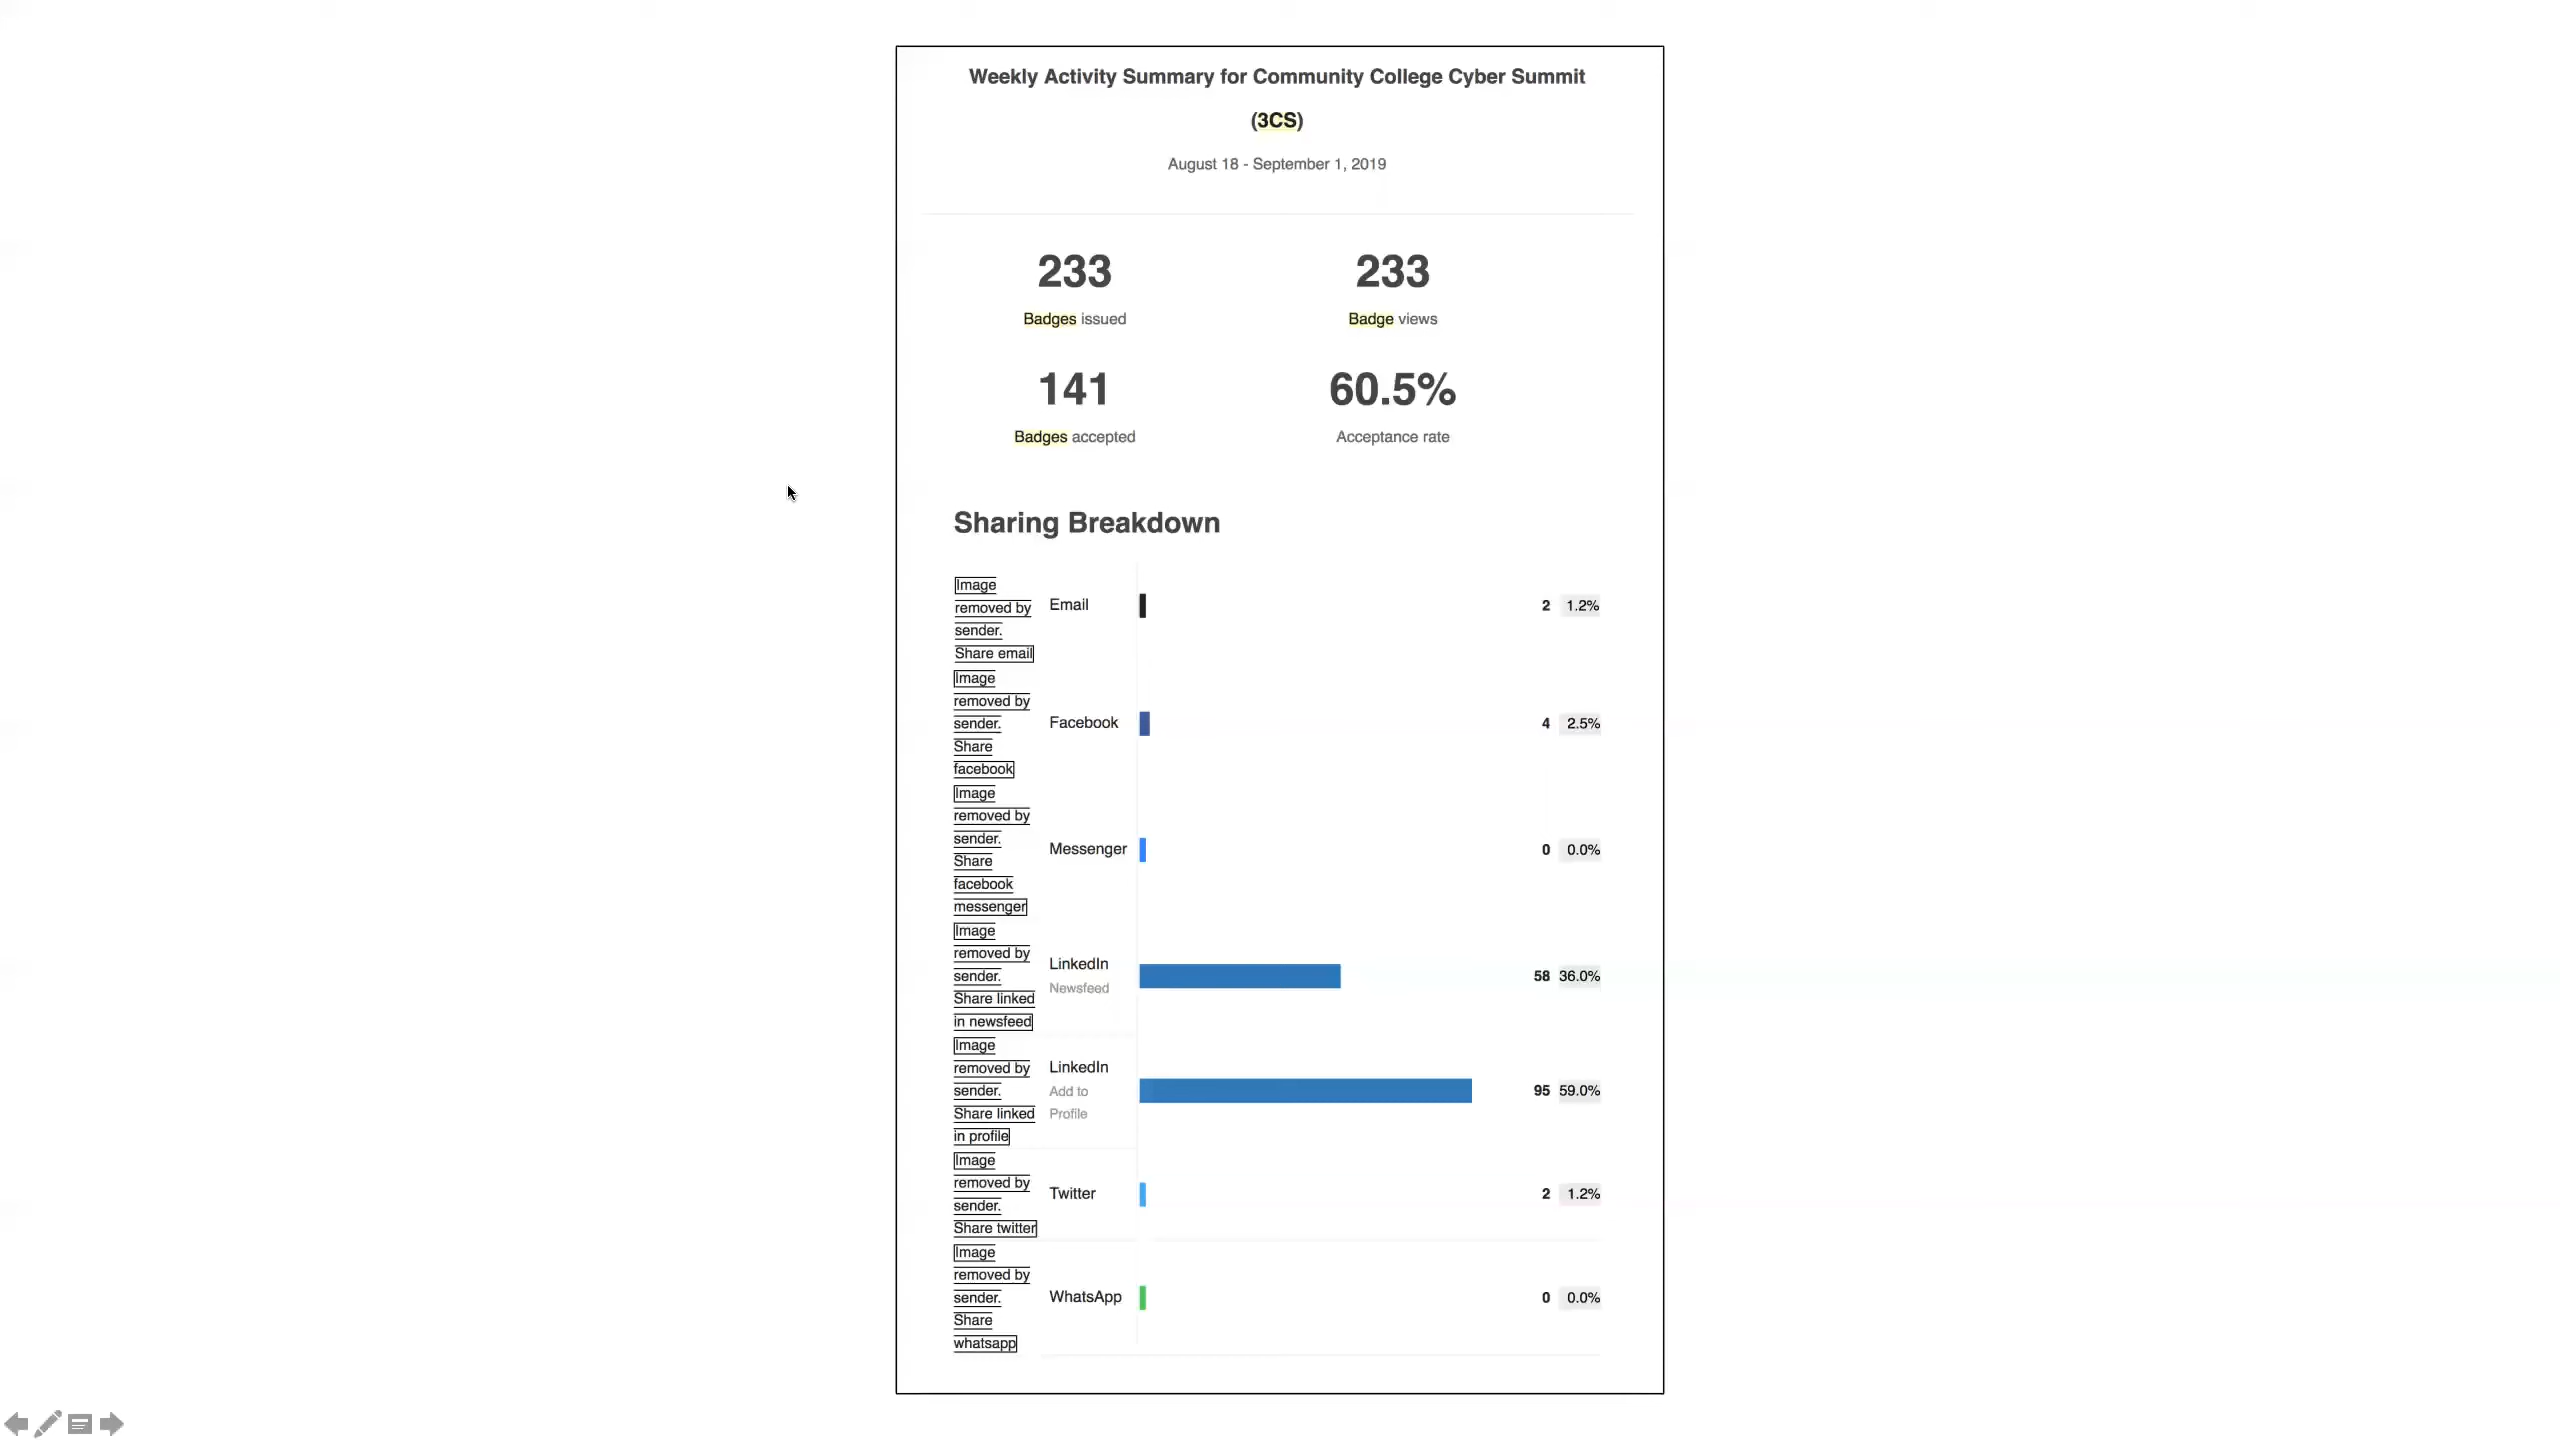 Weekly Activity Summary for Community College Cyber Summit
(3CS)
August 18 - September 1, 2019
233
233
Badges issued
Badge views
141
60.5%
Badges accepted
Acceptance rate
Sharing Breakdown
Image
removed by
sender.
Share email
Email
2 1.2%
Image
removed by
sender.
Share
facebook
Facebook
4 2.5%
Image
removed by
sender.
Share
facebook
messenger
Messenger
0 0.0%
Image
removed by
sender.
Share linked
in newsfeed
LinkedIn
Newsfeed
58 36.0%
Image
removed by
sender.
Share linked
in profile
LinkedIn
Add to
Profile
95 59.0%
Image
removed by
sender.
Share twitter
Twitter
2 1.2%
Image
removed by
sender.
Share
whatsapp
WhatsApp
0 0.0%